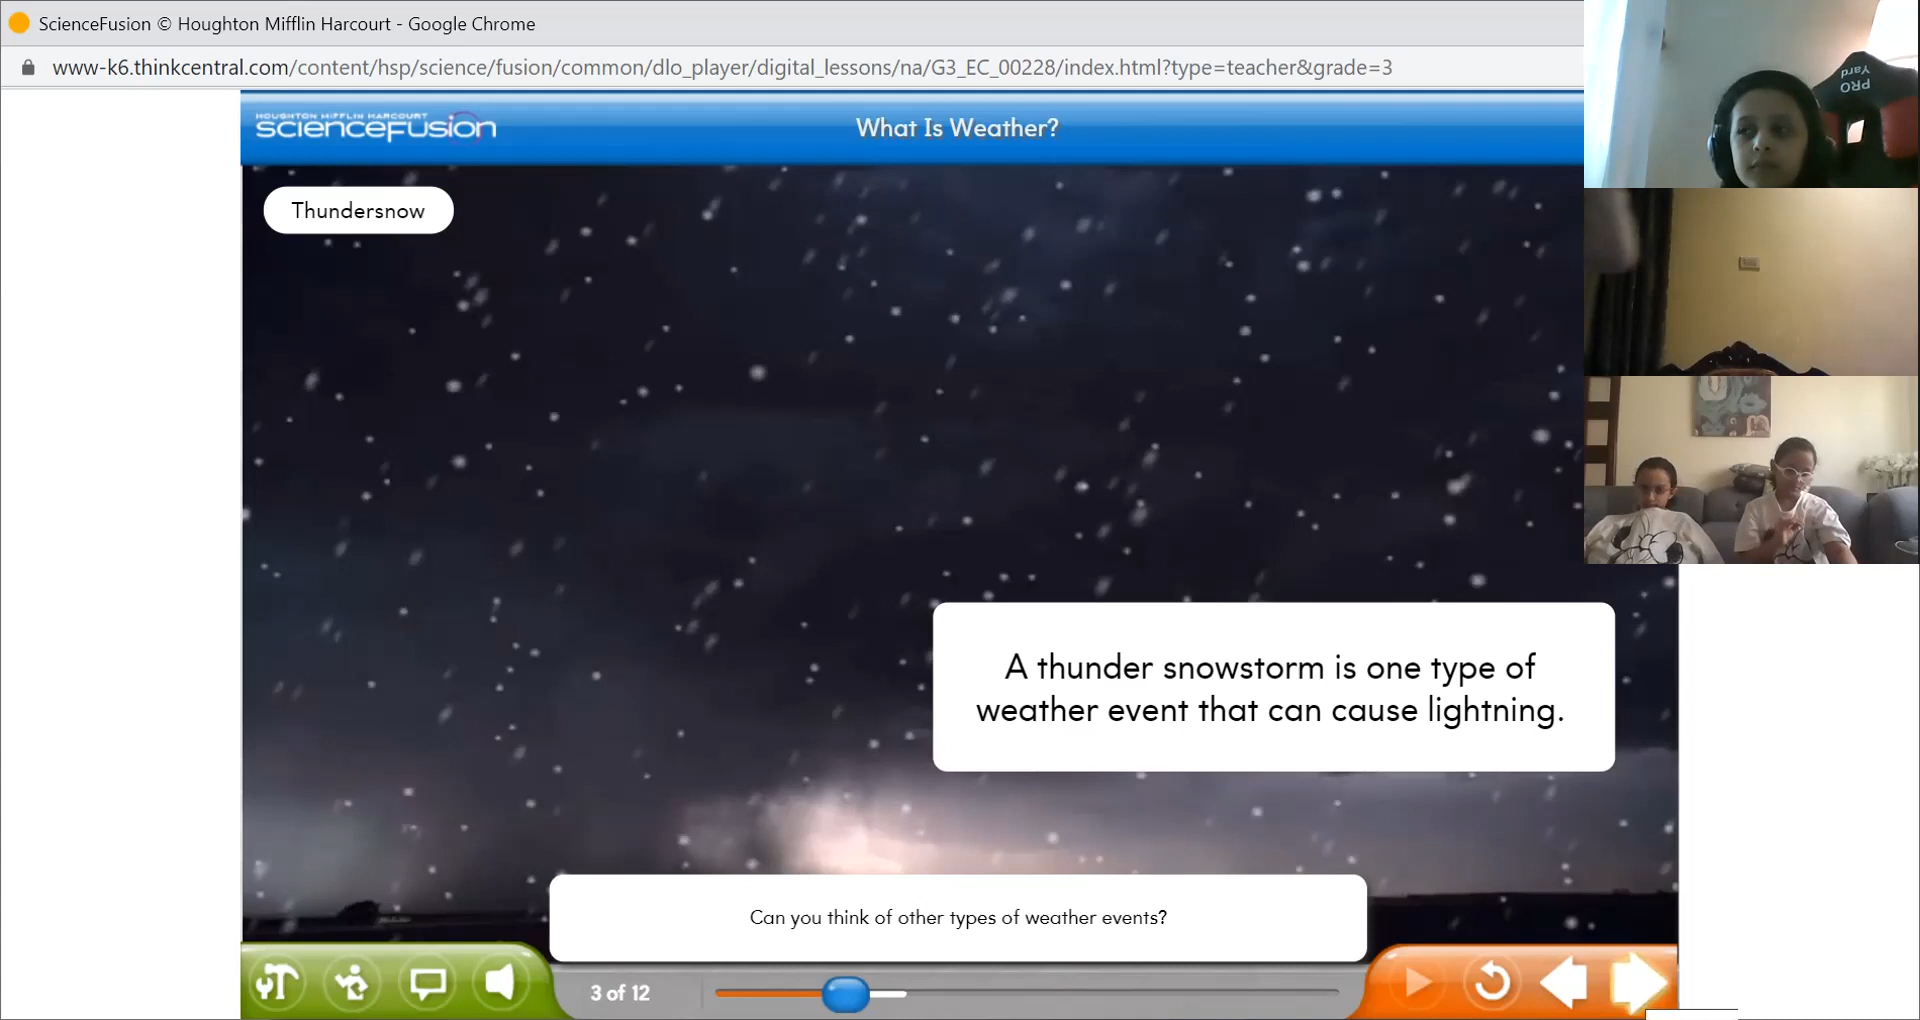 ScienceFusion © Houghton Mifflin Harcourt - Google Chrome
www-k6.thinkcentral.com/content/hsp/science/fusion/common/dlo_player/digital_lessons/na/G3_EC_00228/index.html?type=teacher&grade=3
HOUGHTON MIFFLIN HARCOURT
scienceFusion
What Is Weather?
Thundersnow
A thunder snowstorm is one type of
weather event that can cause lightning.
Can you think of other types of weather events?
3 of 12
PRO
Yard